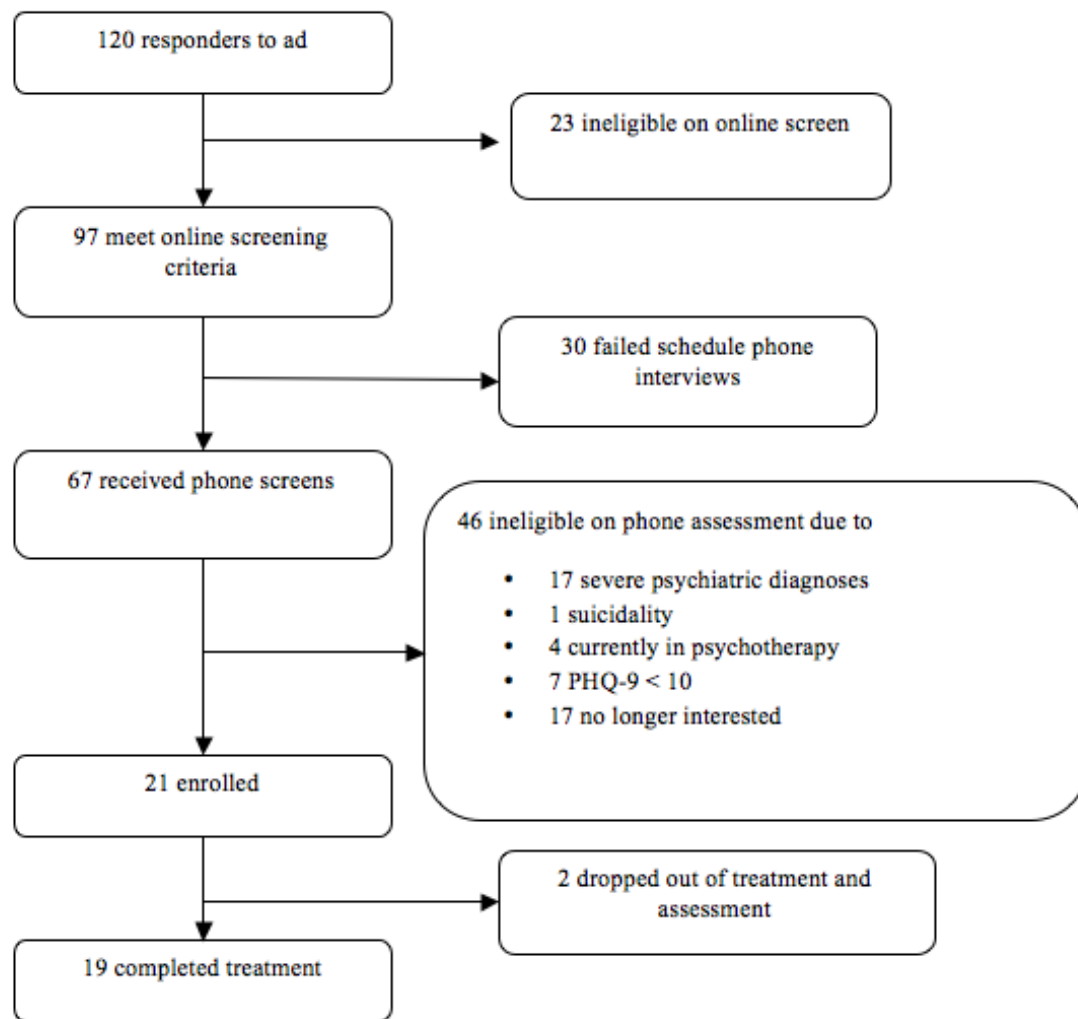 120 responders to ad
23 ineligible on online screen
97 meet online screening
criteria
30 failed schedule phone
interviews
67 received phone screens
46 ineligible on phone assessment due to
• 17 severe psychiatric diagnoses
• 1 suicidality
• 4 currently in psychotherapy
• 7 PHQ-9 < 10
• 17 no longer interested
21 enrolled
2 dropped out of treatment and
assessment
19 completed treatment